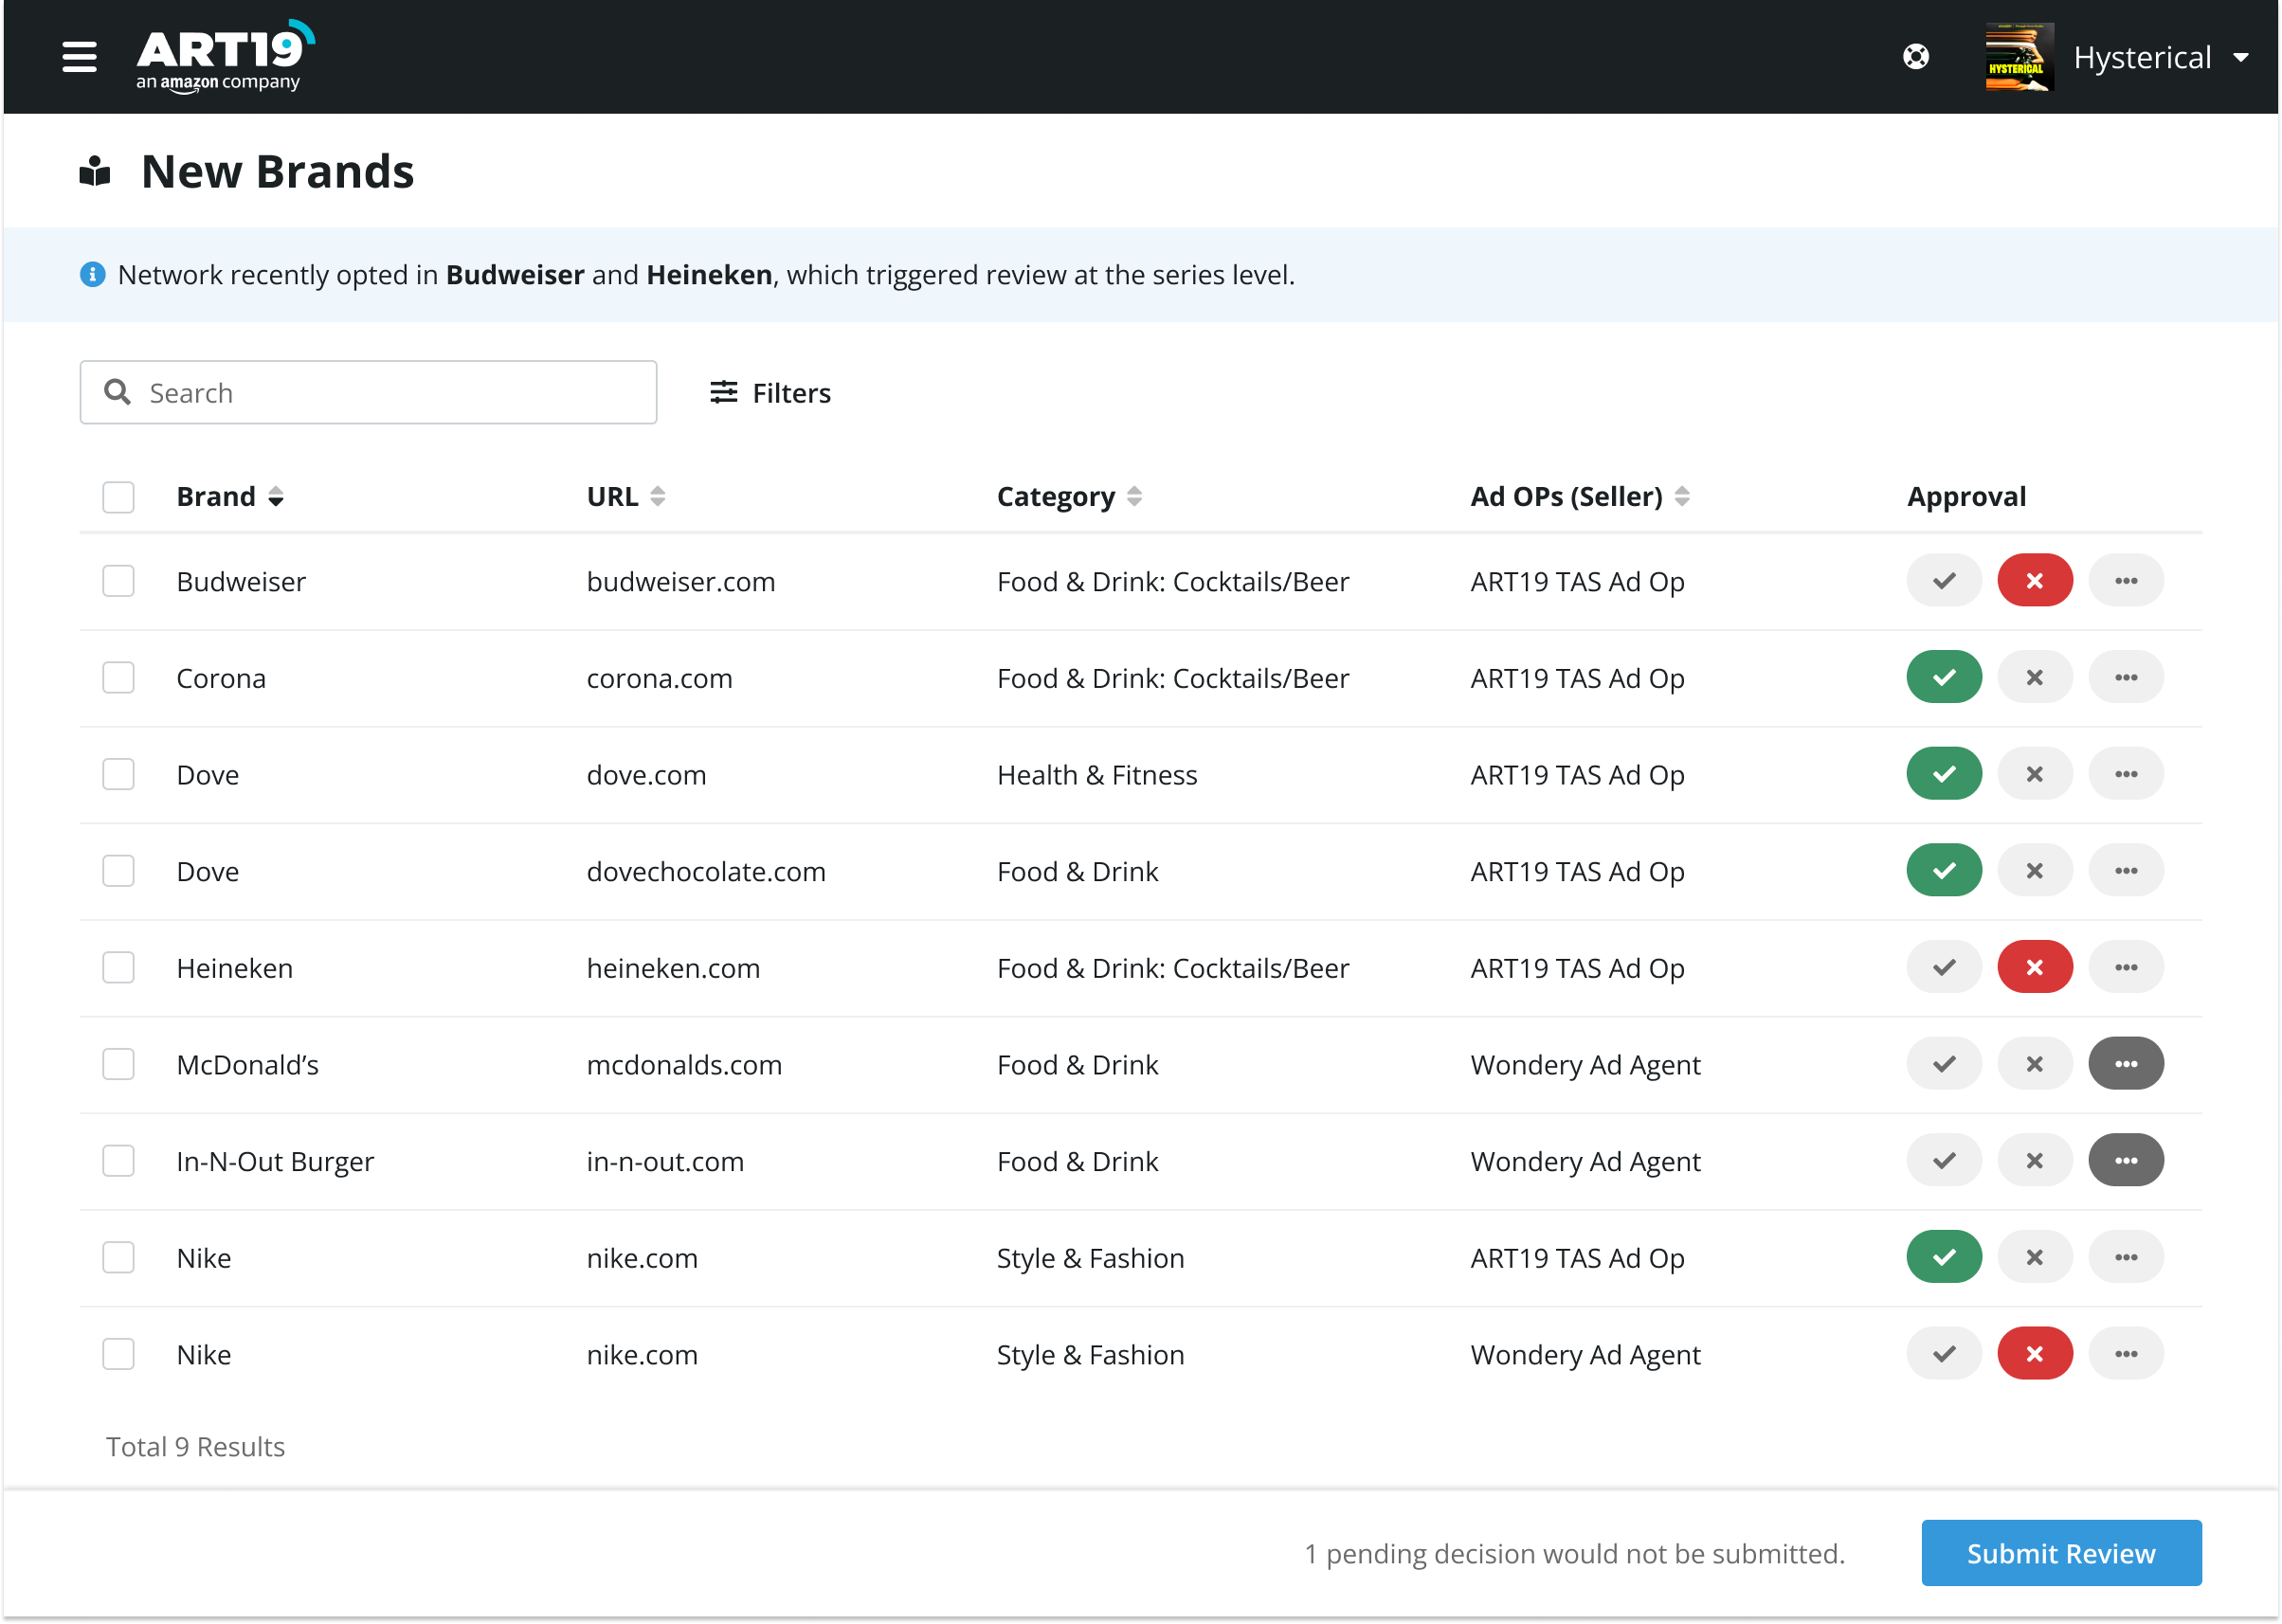 ART19
an amazon company
HYSTERICAL
Hysterical
New Brands
Network recently opted in Budweiser and Heineken, which triggered review at the series level.
Search
Filters
Brand URL Category Ad OPs (Seller) Approval
Budweiser budweiser.com Food & Drink: Cocktails/Beer ART19 TAS Ad Op
Corona corona.com Food & Drink: Cocktails/Beer ART19 TAS Ad Op
Dove dove.com Health & Fitness ART19 TAS Ad Op
Dove dovechocolate.com Food & Drink ART19 TAS Ad Op
Heineken heineken.com Food & Drink: Cocktails/Beer ART19 TAS Ad Op
McDonald’s mcdonalds.com Food & Drink Wondery Ad Agent
In-N-Out Burger in-n-out.com Food & Drink Wondery Ad Agent
Nike nike.com Style & Fashion ART19 TAS Ad Op
Nike nike.com Style & Fashion Wondery Ad Agent
Total 9 Results
1 pending decision would not be submitted.
Submit Review